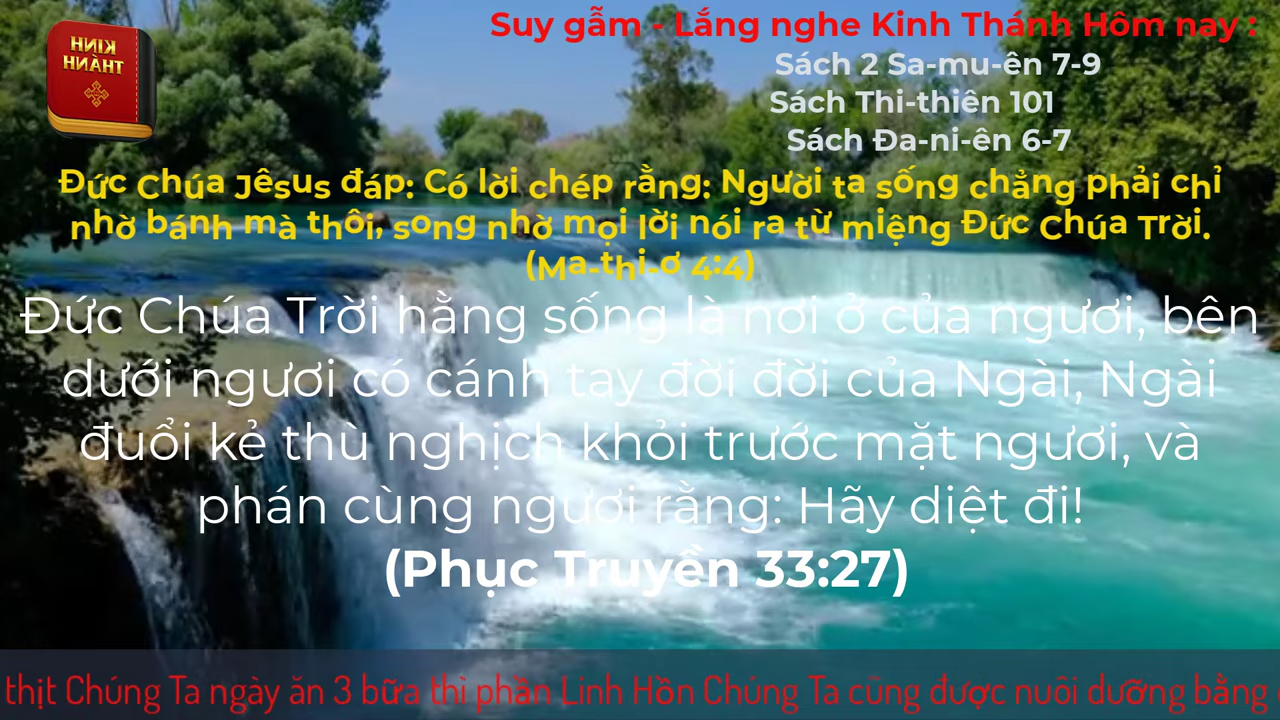 KINH
THÁNH
Suy gẫm - Lắng nghe Kinh Thánh Hôm nay :
Sách 2 Sa-mu-ên 7-9
Sách Thi-thiên 101
Sách Đa-ni-ên 6-7
Đức Chúa Jêsus đáp: Có lời chép rằng: Người ta sống chẳng phải chỉ
nhờ bánh mà thôi, song nhờ mọi lời nói ra từ miệng Đức Chúa Trời.
(Ma-thi-ơ 4:4)
Đức Chúa Trời hằng sống là nơi ở của ngươi, bên
dưới ngươi có cánh tay đời đời của Ngài, Ngài
đuổi kẻ thù nghịch khỏi trước mặt ngươi, và
phán cùng ngươi rằng: Hãy diệt đi!
(Phục Truyền 33:27)
thịt Chúng Ta ngày ăn 3 bữa thì phần Linh Hồn Chúng Ta cũng được nuôi dưỡng bằng